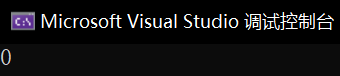 C:\ Microsoft Visual Studio 调试控制台
0